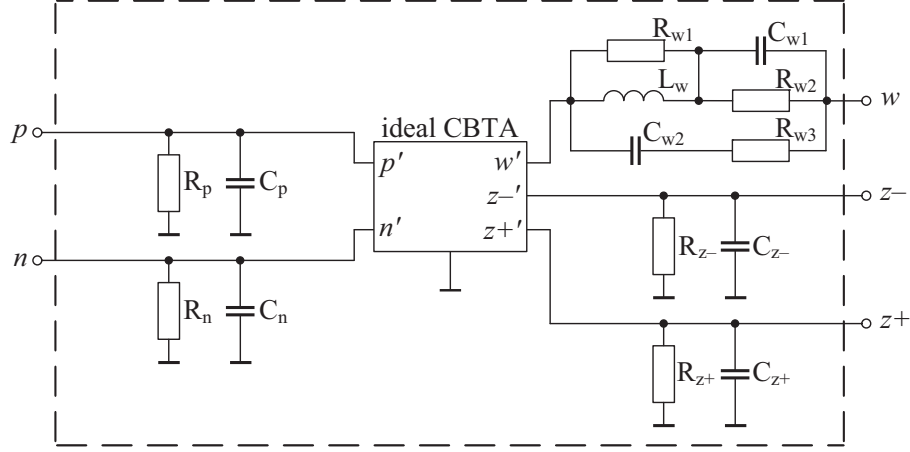 R_w1
C_w1
L_w
R_w2
w
p
ideal CBTA
C_w2
R_w3
p′
w′
R_p
C_p
z−′
z−
n′
z+′
n
R_z−
C_z−
R_n
C_n
z+
R_z+
C_z+